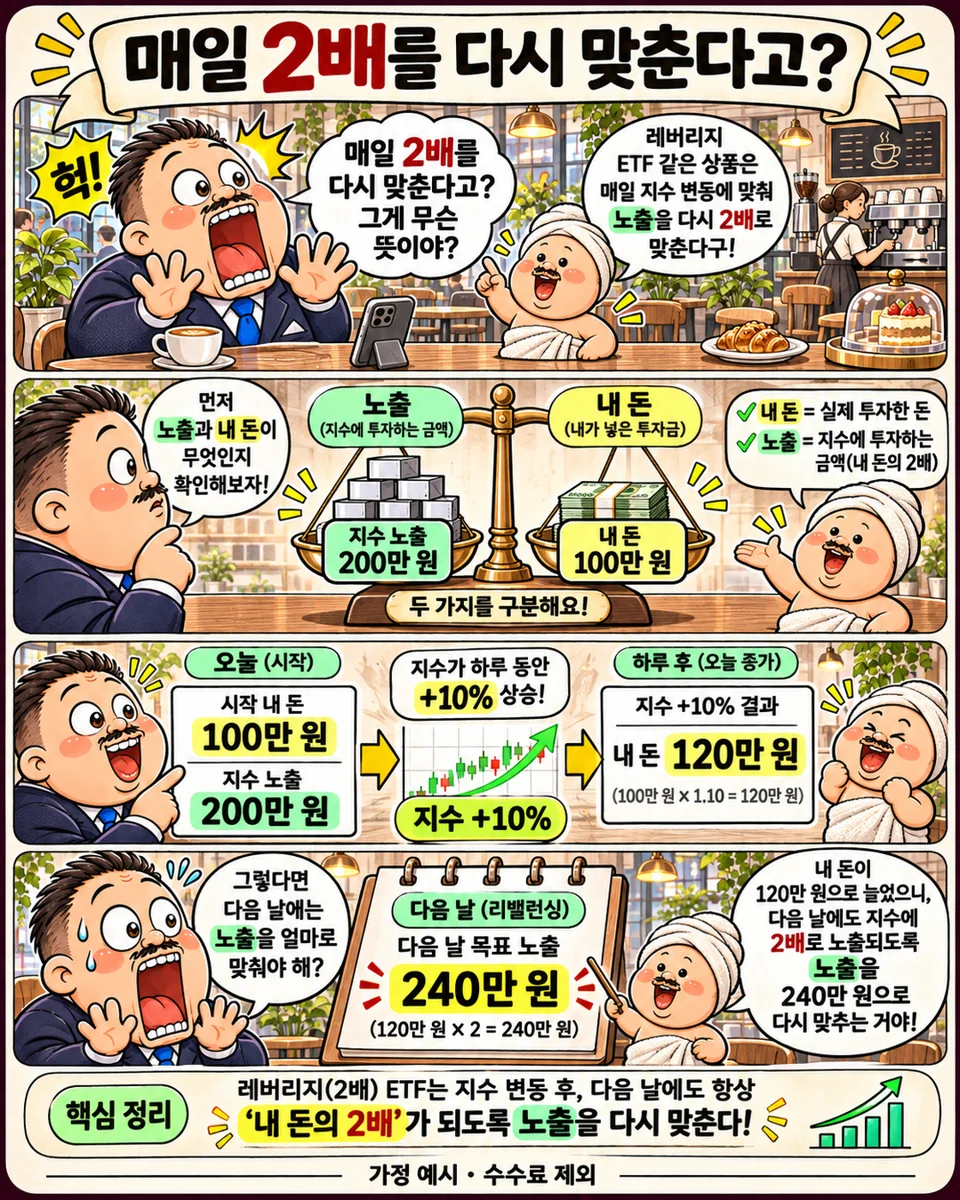 매일 2배를 다시 맞춘다고?
헉!
매일 2배를
다시 맞춘다고?
그게 무슨
뜻이야?
레버리지
ETF 같은 상품은
매일 지수 변동에 맞춰
노출을 다시 2배로
맞춘다구!
먼저
노출과 내 돈이
무엇인지
확인해보자!
노출
(지수에 투자하는 금액)
내 돈
(내가 넣은 투자금)
지수 노출
200만 원
내 돈
100만 원
두 가지를 구분해요!
✓ 내 돈 = 실제 투자한 돈
✓ 노출 = 지수에 투자하는
금액(내 돈의 2배)
오늘 (시작)
시작 내 돈
100만 원
지수 노출
200만 원
지수가 하루 동안
+10% 상승!
지수 +10%
하루 후 (오늘 종가)
지수 +10% 결과
내 돈 120만 원
(100만 원 × 1.10 = 120만 원)
그렇다면
다음 날에는
노출을 얼마로
맞춰야 해?
다음 날 (리밸런싱)
다음 날 목표 노출
240만 원
(120만 원 × 2 = 240만 원)
내 돈이
120만 원으로 늘었으니,
다음 날에도 지수에
2배로 노출되도록
노출을
240만 원으로
다시 맞추는 거야!
핵심 정리
레버리지(2배) ETF는 지수 변동 후, 다음 날에도 항상
‘내 돈의 2배’가 되도록 노출을 다시 맞춘다!
가정 예시 · 수수료 제외